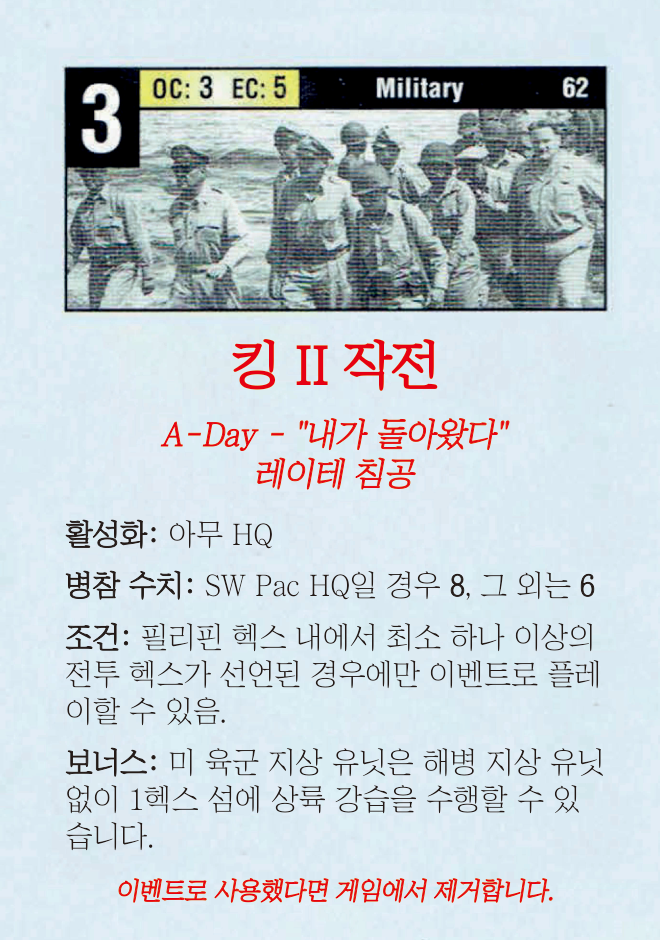 3 OC: 3 EC: 5 Military 62
킹 II 작전
A-Day - "내가 돌아왔다"
레이테 침공
활성화: 아무 HQ
병참 수치: SW Pac HQ일 경우 8, 그 외는 6
조건: 필리핀 헥스 내에서 최소 하나 이상의
전투 헥스가 선언된 경우에만 이벤트로 플레
이할 수 있음.
보너스: 미 육군 지상 유닛은 해병 지상 유닛
없이 1헥스 섬에 상륙 강습을 수행할 수 있
습니다.
이벤트로 사용했다면 게임에서 제거합니다.